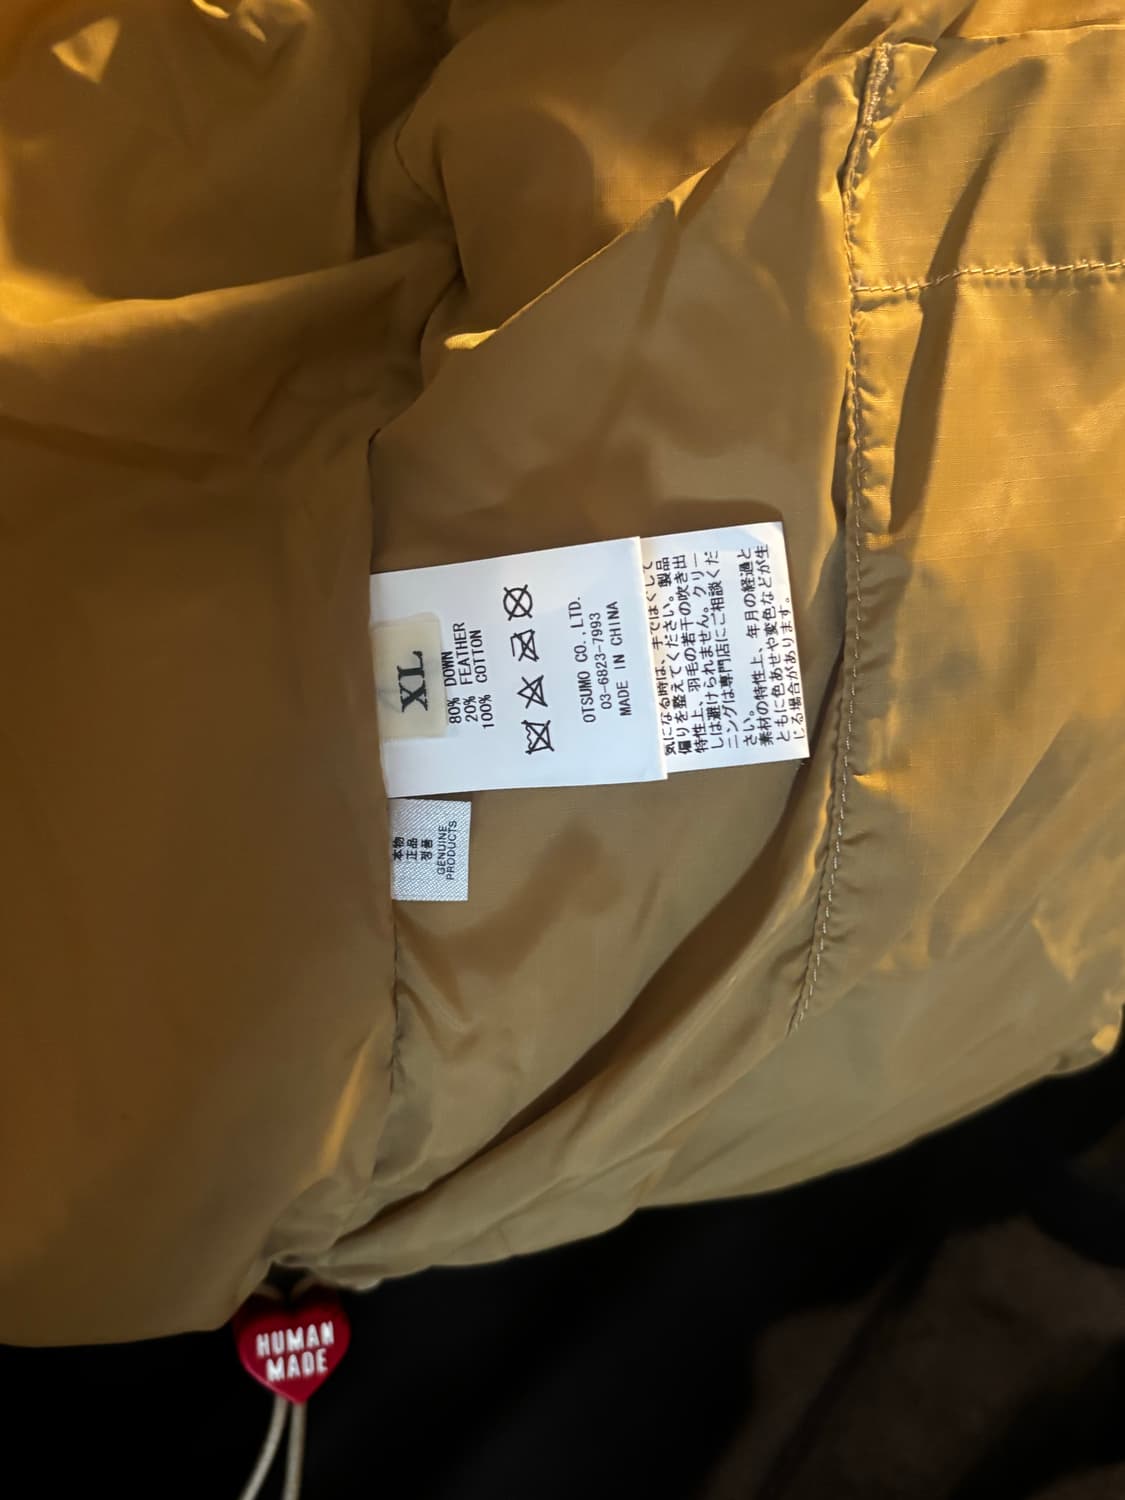 XL
80% DOWN
20% FEATHER
100% COTTON
OTSUMO CO.,LTD.
03-6823-7993
MADE IN CHINA
気になる時は、手でほぐして
偏りを整えてください。製品
特性上、羽毛の若干の吹き出
しは避けられません。クリー
ニングは専門店にご相談くだ
さい。
素材の特性上、年月の経過と
ともに色あせや変色などが生
じる場合があります。
本物
正品
정품
GENUINE
PRODUCTS
HUMAN
MADE